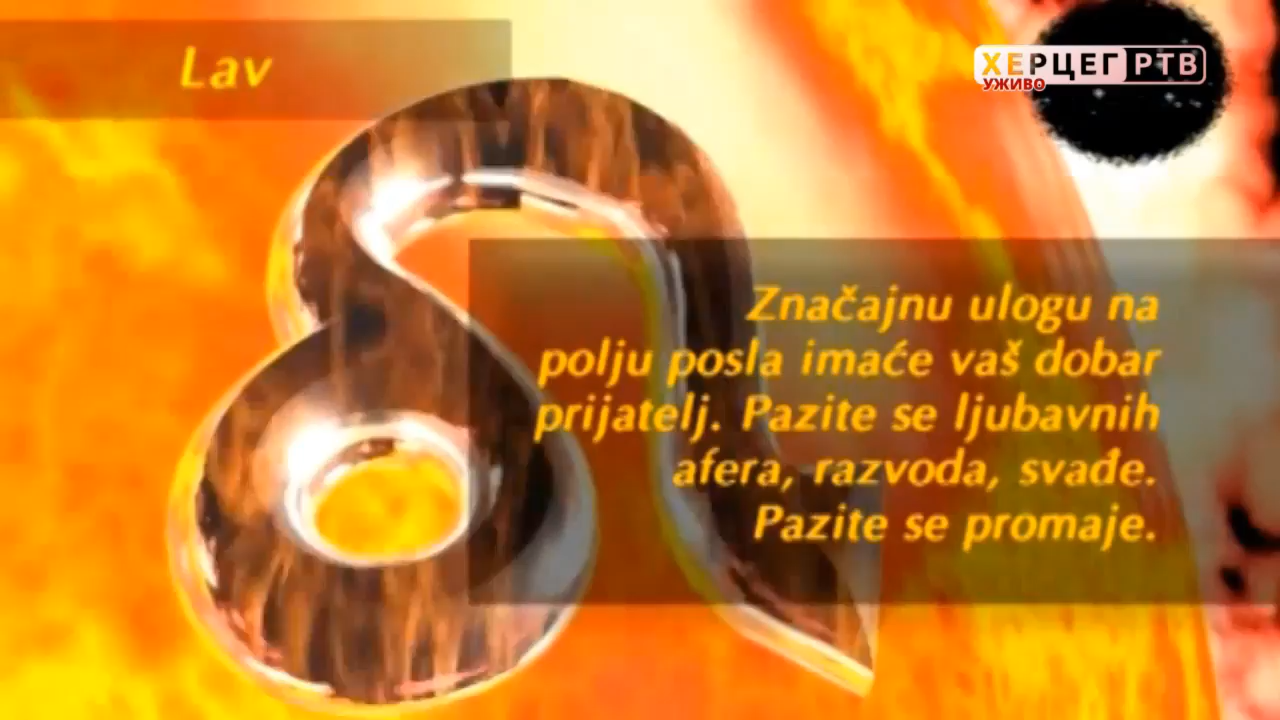 Lav
ХЕРЦЕГ РТВ
УЖИВО
Značajnu ulogu na
polju posla imaće vaš dobar
prijatelj. Pazite se ljubavnih
afera, razvoda, svađe.
Pazite se promaje.